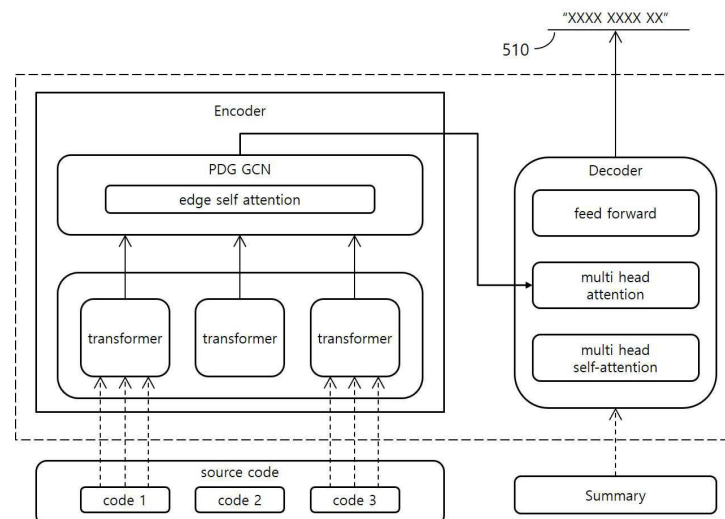 "XXXX XXXX XX"
510
Encoder
PDG GCN
edge self attention
transformer
transformer
transformer
Decoder
feed forward
multi head
attention
multi head
self-attention
source code
code 1
code 2
code 3
Summary